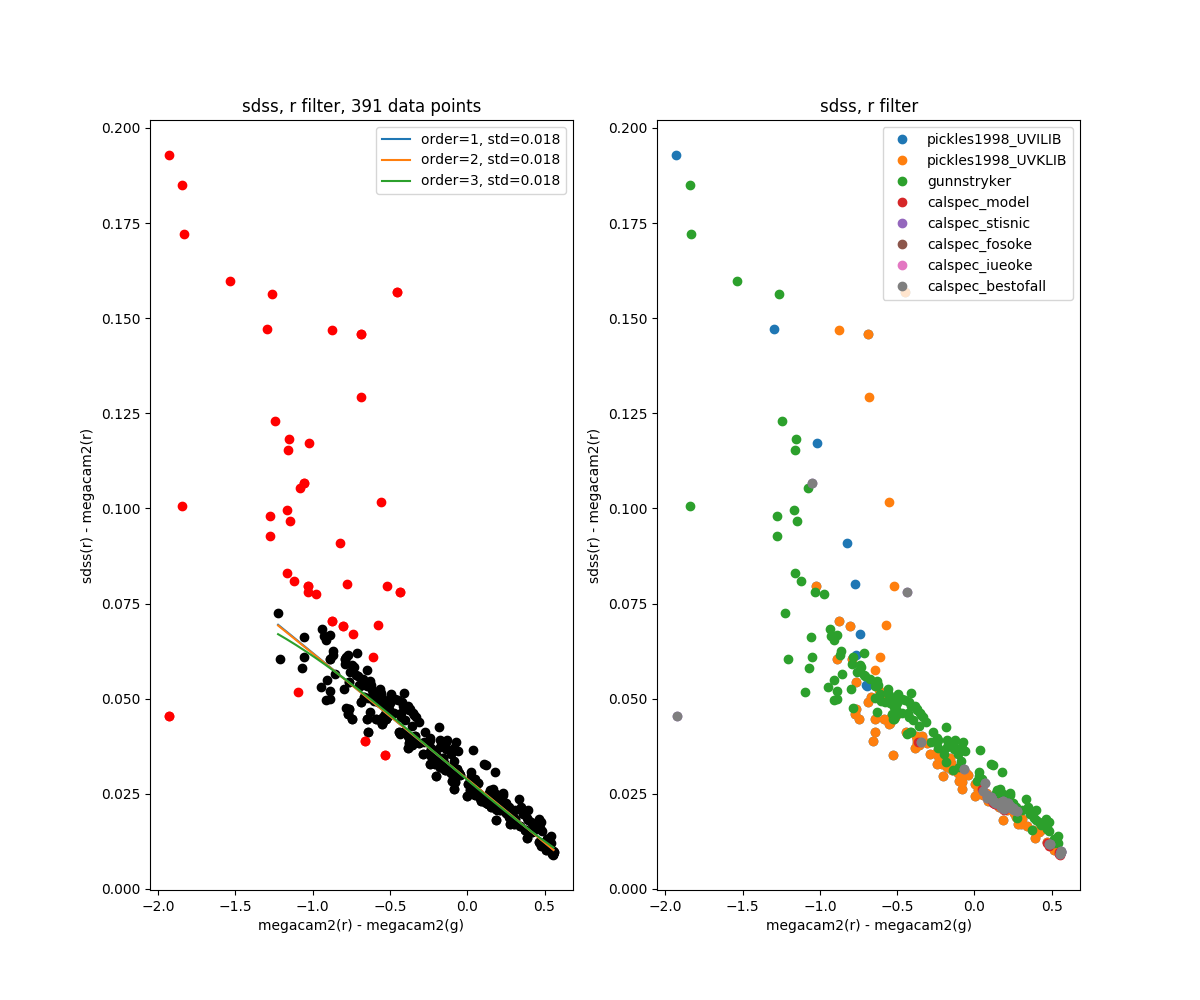 sdss, r filter, 391 data points
order=1, std=0.018
order=2, std=0.018
order=3, std=0.018
0.200
0.175
0.150
0.125
0.100
0.075
0.050
0.025
0.000
sdss(r) - megacam2(r)
−2.0 −1.5 −1.0 −0.5 0.0 0.5
megacam2(r) - megacam2(g)
sdss, r filter
pickles1998_UVILIB
pickles1998_UVKLIB
gunnstryker
calspec_model
calspec_stisnic
calspec_fosoke
calspec_iueoke
calspec_bestofall
0.200
0.175
0.150
0.125
0.100
0.075
0.050
0.025
0.000
sdss(r) - megacam2(r)
−2.0 −1.5 −1.0 −0.5 0.0 0.5
megacam2(r) - megacam2(g)